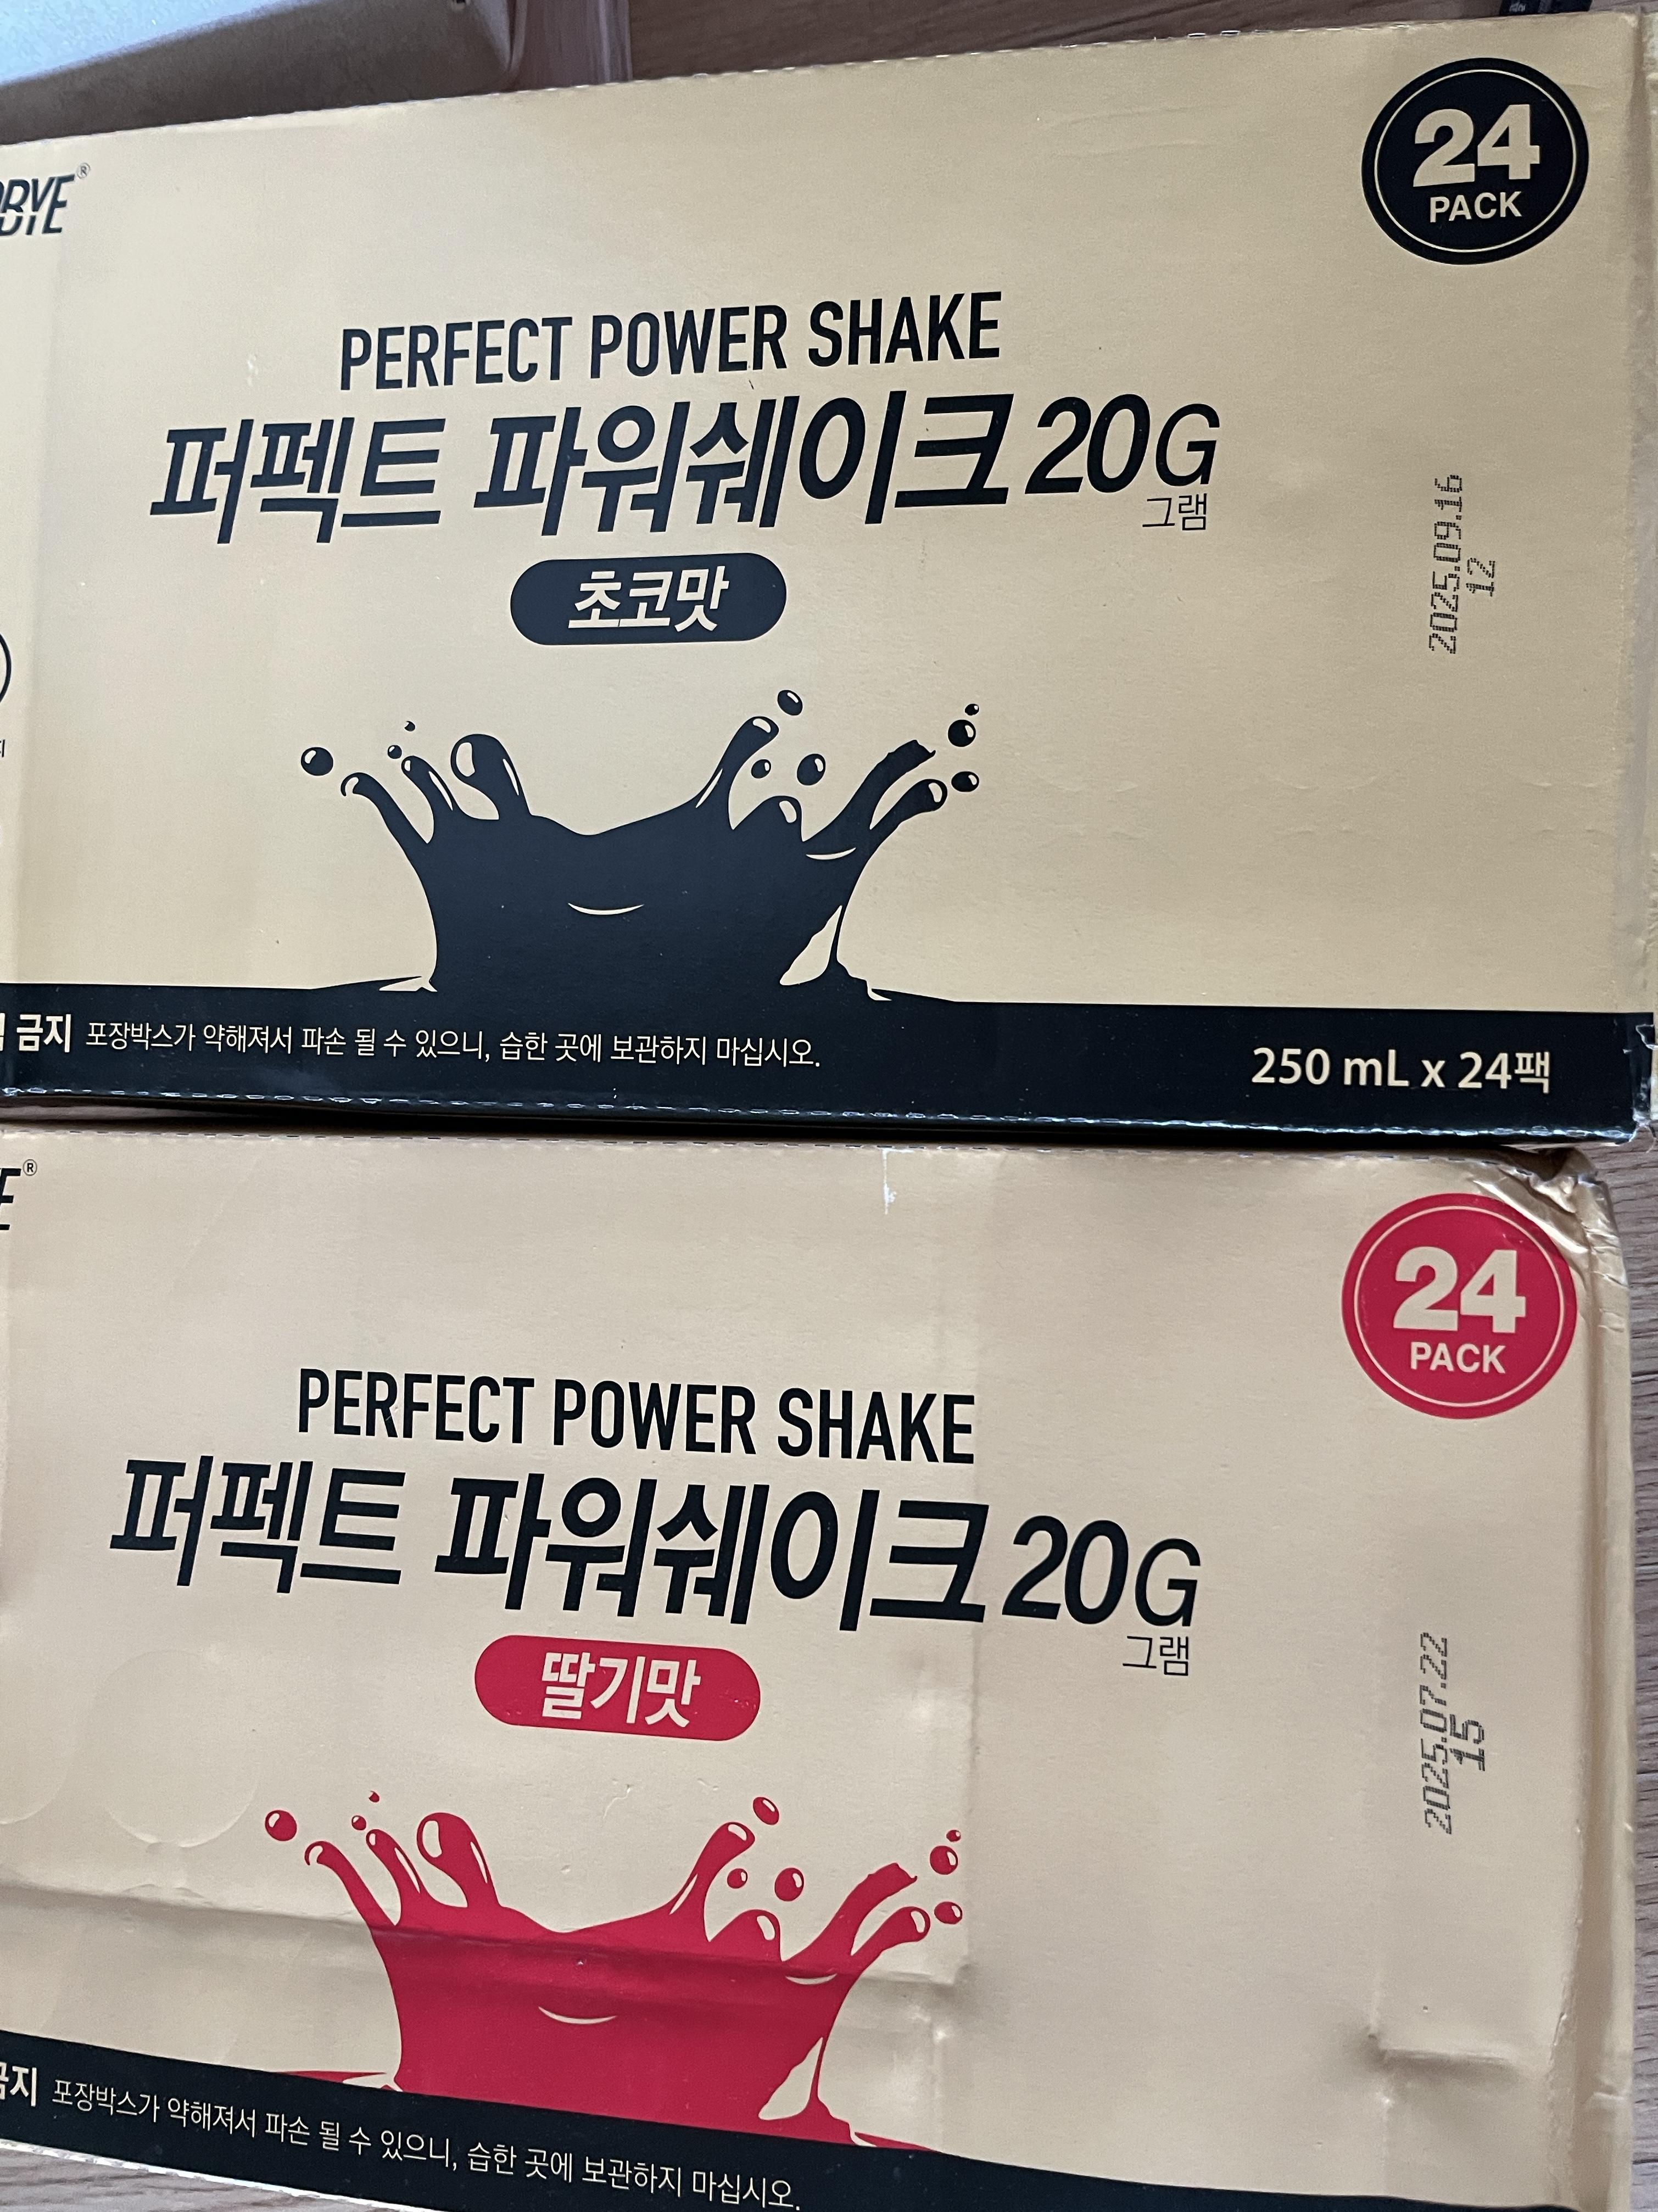 24
PACK
PERFECT POWER SHAKE
퍼펙트 파워쉐이크 20G
그램
초코맛
2025.09.16
12
금지 포장박스가 약해져서 파손 될 수 있으니, 습한 곳에 보관하지 마십시오.
250 mL x 24팩
24
PACK
PERFECT POWER SHAKE
퍼펙트 파워쉐이크 20G
그램
딸기맛
2025.07.22
15
금지 포장박스가 약해져서 파손 될 수 있으니, 습한 곳에 보관하지 마십시오.